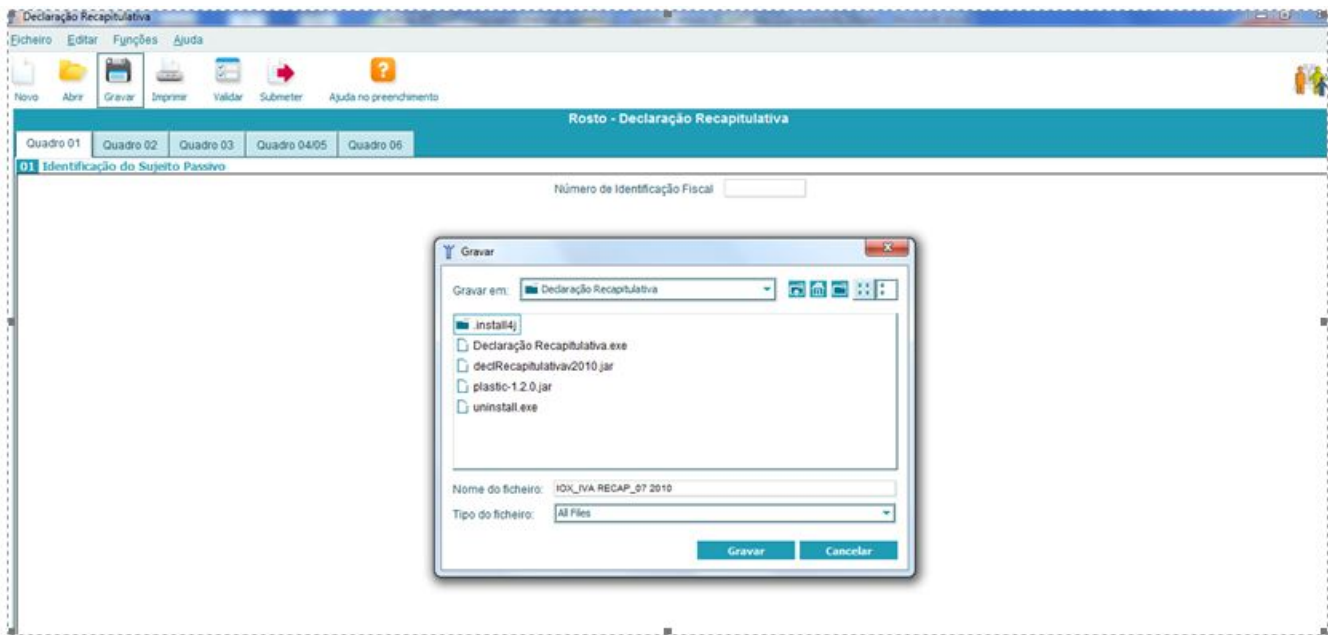 Declaração Recapitulativa
Ficheiro Editar Funções Ajuda
Novo Abrir Gravar Imprimir Validar Submeter Ajuda no preenchimento
Rosto - Declaração Recapitulativa
Quadro 01 Quadro 02 Quadro 03 Quadro 04/05 Quadro 06
01 Identificação do Sujeito Passivo
Número de Identificação Fiscal
Gravar
Gravar em: Declaração Recapitulativa
.install4j
Declaração Recapitulativa.exe
declRecapitulativav2010.jar
plastic-1.2.0.jar
uninstall.exe
Nome do ficheiro: IOX_IVA RECAP_07 2010
Tipo do ficheiro: All Files
Gravar Cancelar